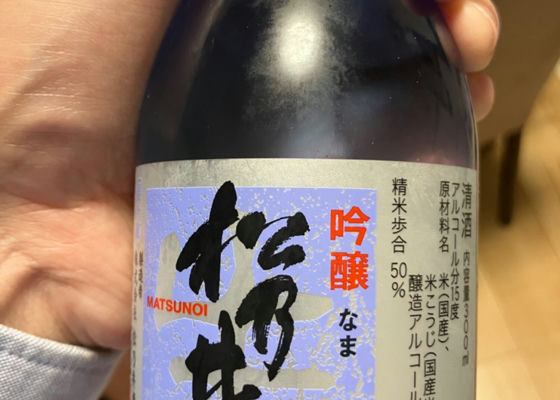 吟醸
なま
松乃井
MATSUNOI
清酒 内容量300ml
アルコール分15度
原材料名 米(国産)、
米こうじ(国産米
醸造アルコール
精米歩合 50%